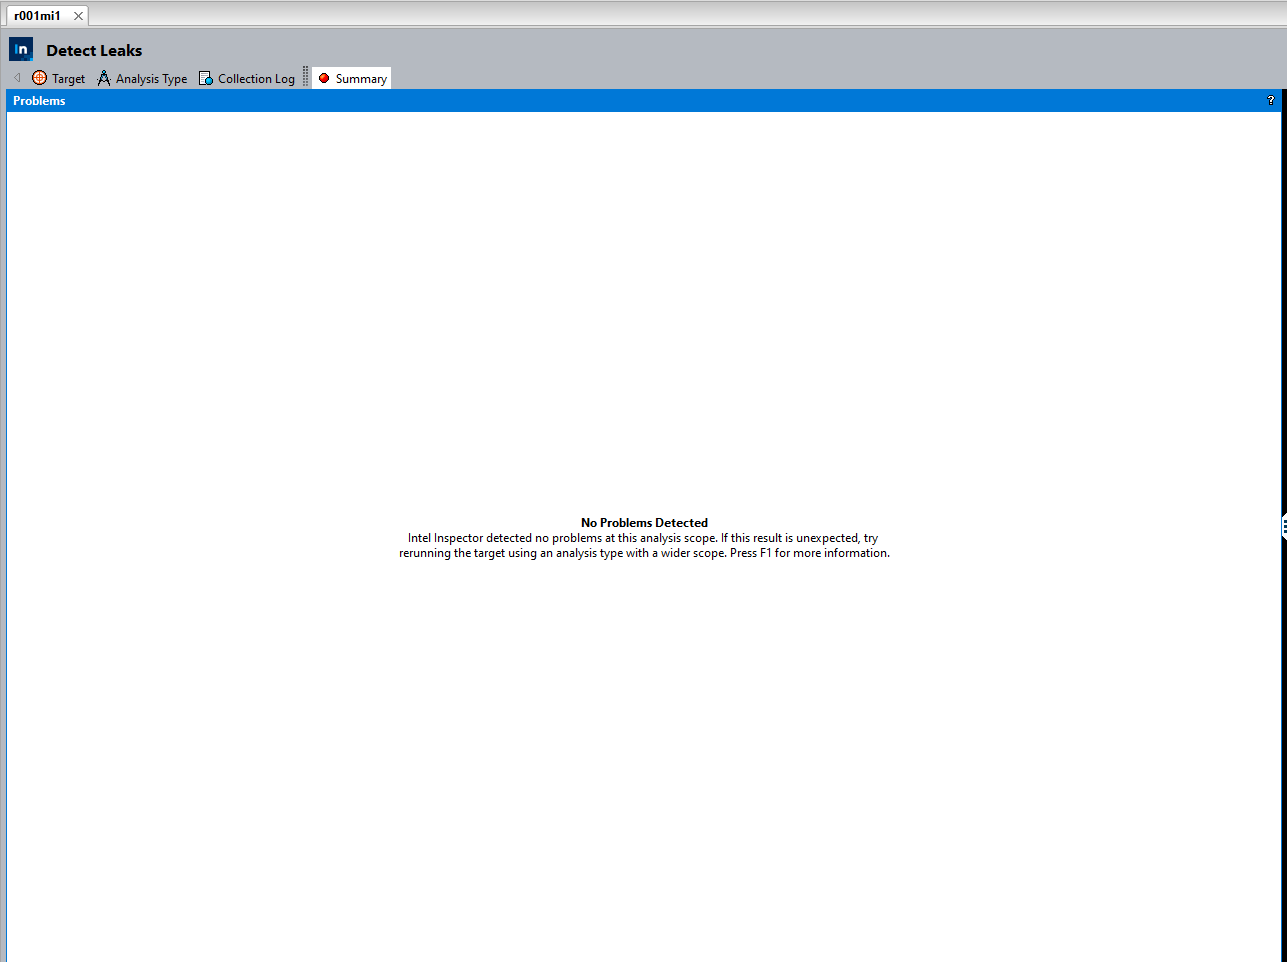 r001mi1
In
Detect Leaks
Target Analysis Type Collection Log Summary
Problems ?
No Problems Detected
Intel Inspector detected no problems at this analysis scope. If this result is unexpected, try
rerunning the target using an analysis type with a wider scope. Press F1 for more information.